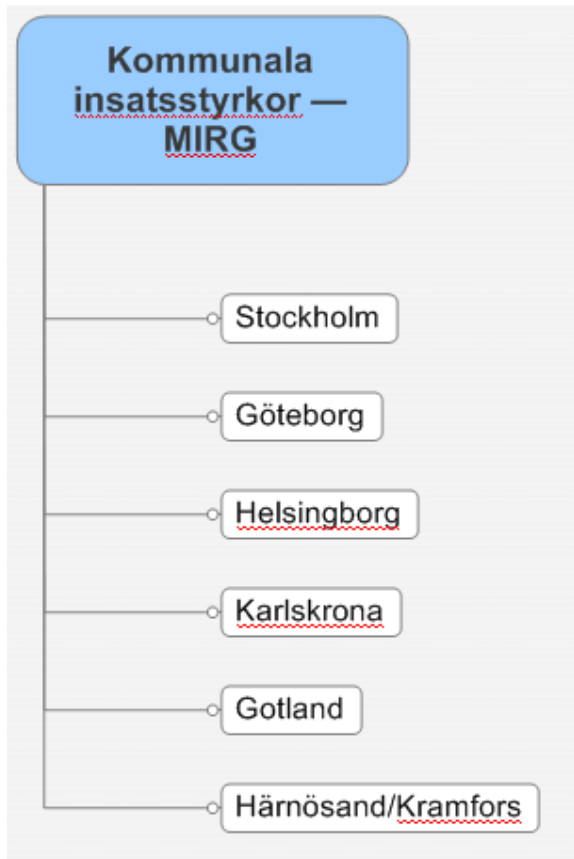 Kommunala
insatsstyrkor —
MIRG
Stockholm
Göteborg
Helsingborg
Karlskrona
Gotland
Härnösand/Kramfors